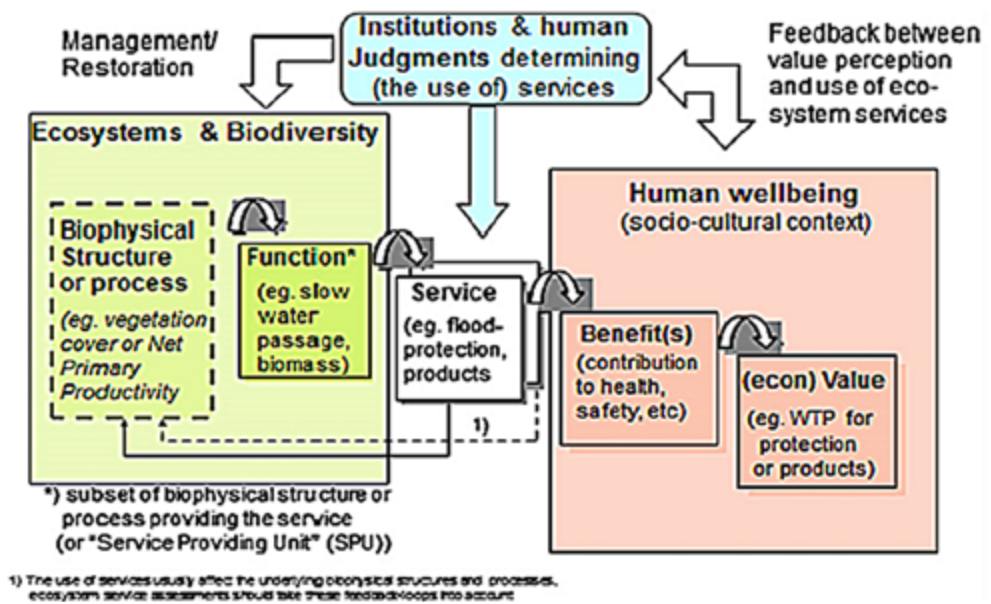 Institutions & human
Judgments determining
(the use of) services
Management/
Restoration
Feedback between
value perception
and use of eco-
system services
Ecosystems & Biodiversity
Biophysical
Structure
or process
(eg. vegetation
cover or Net
Primary
Productivity
Function*
(eg. slow
water
passage,
biomass)
Service
(eg. flood-
protection,
products
Human wellbeing
(socio-cultural context)
Benefit(s)
(contribution
to health,
safety, etc)
(econ) Value
(eg. WTP for
protection
or products)
1)
*) subset of biophysical structure or
process providing the service
(or "Service Providing Unit" (SPU))
1) The use of services usually affect the underlying biophysical structures and processes,
ecosystem service assessments should take these feedback-loops into account